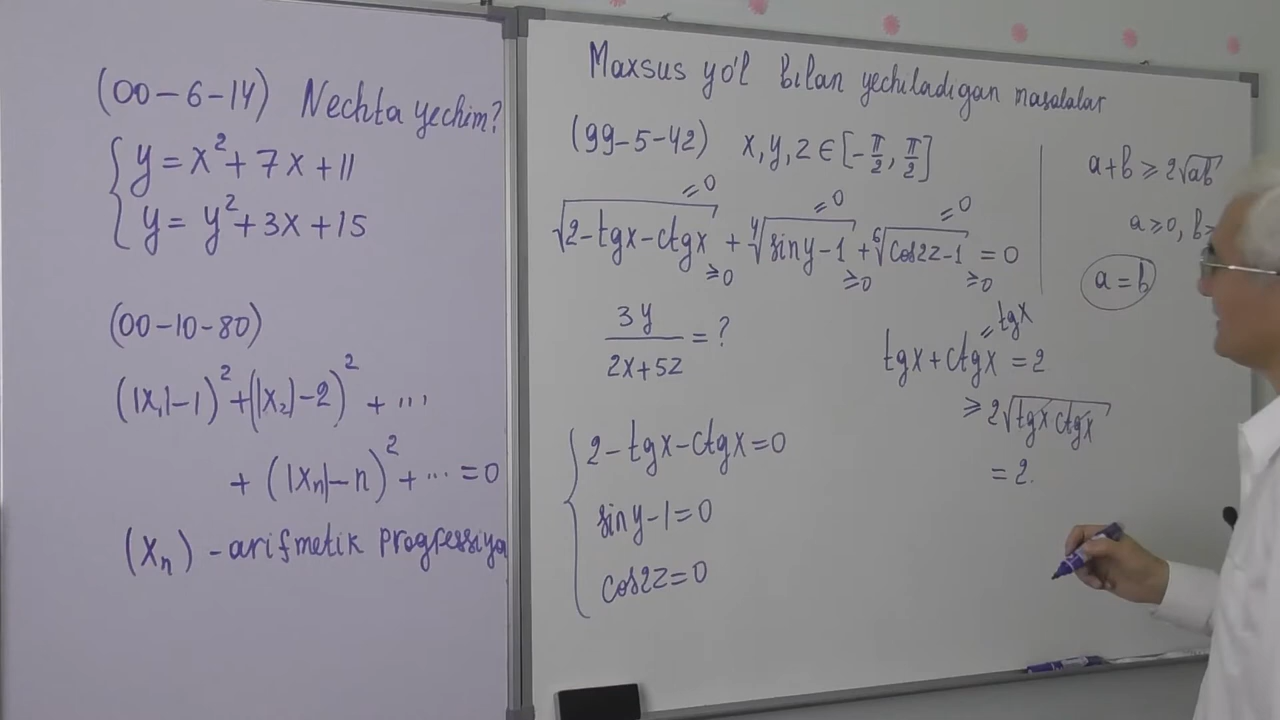 (00-6-14) Nechta yechim?
{ y = x² + 7x + 11
y = y² + 3x + 15
(00-10-80)
(|x₁|-1)² + (|x₂|-2)² + ...
+ (|xₙ|-n)² + ... = 0
(xₙ) - arifmetik progressiya
Maxsus yo'l bilan yechiladigan masalalar
(99-5-42) x, y, z ∈ [-π/2, π/2]
=0 =0 =0
√(2-tgx-ctgx) + ⁴√(siny-1) + ⁶√(cos2z-1) = 0
≥0 ≥0 ≥0
3y/(2x+5z) = ?
{ 2-tgx-ctgx=0
siny-1=0
cos2z=0
a+b ≥ 2√ab
a≥0, b≥
a=b
= tgx
tgx + ctgx = 2
≥ 2√(tgx ctgx)
= 2.